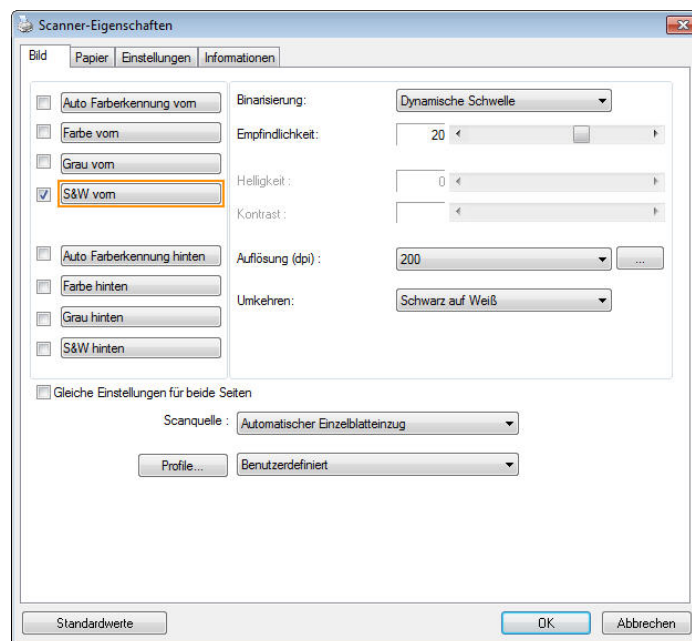 Scanner-Eigenschaften
Bild Papier Einstellungen Informationen
Auto Farberkennung vorn Binarisierung: Dynamische Schwelle
Farbe vorn Empfindlichkeit: 20
Grau vorn
S&W vorn Helligkeit : 0
Kontrast :
Auto Farberkennung hinten Auflösung (dpi) : 200 ...
Farbe hinten Umkehren: Schwarz auf Weiß
Grau hinten
S&W hinten
Gleiche Einstellungen für beide Seiten
Scanquelle : Automatischer Einzelblatteinzug
Profile... Benutzerdefiniert
Standardwerte OK Abbrechen